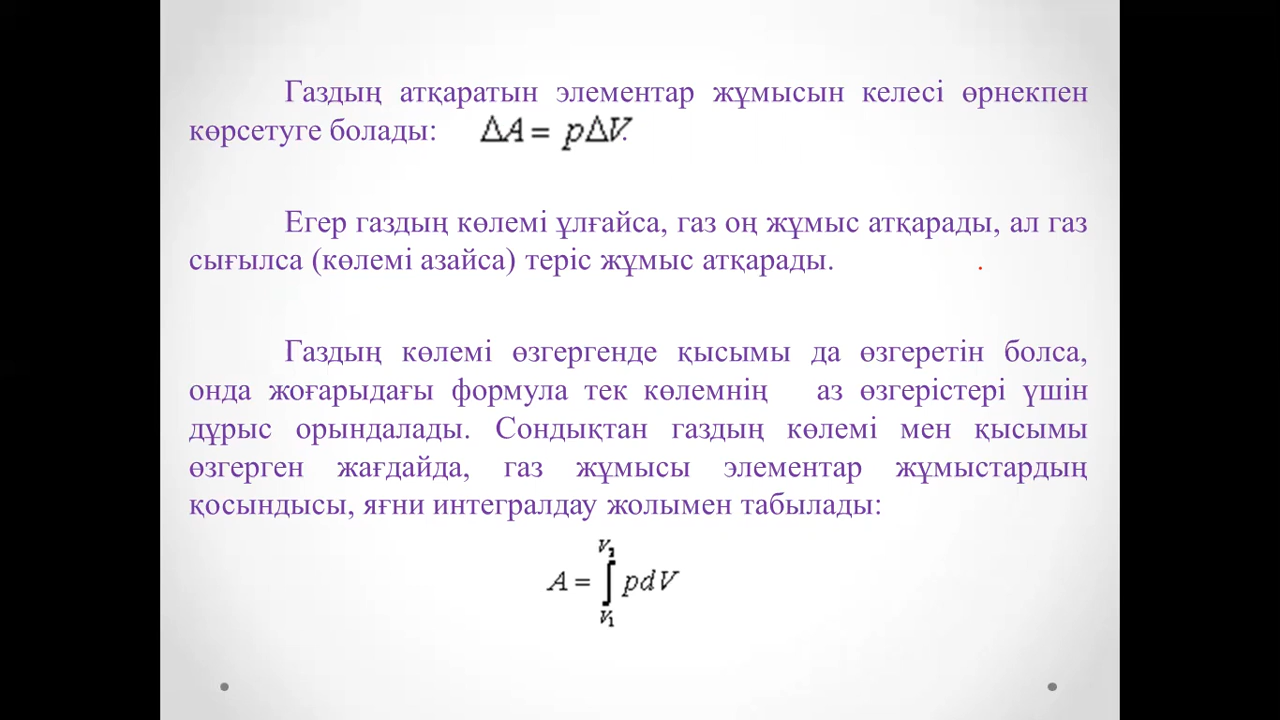 Газдың атқаратын элементар жұмысын келесі өрнекпен
көрсетуге болады: ΔA = pΔV.
Егер газдың көлемі ұлғайса, газ оң жұмыс атқарады, ал газ
сығылса (көлемі азайса) теріс жұмыс атқарады.
Газдың көлемі өзгергенде қысымы да өзгеретін болса,
онда жоғарыдағы формула тек көлемнің аз өзгерістері үшін
дұрыс орындалады. Сондықтан газдың көлемі мен қысымы
өзгерген жағдайда, газ жұмысы элементар жұмыстардың
қосындысы, яғни интегралдау жолымен табылады:
V₂
A = ∫ pdV
V₁